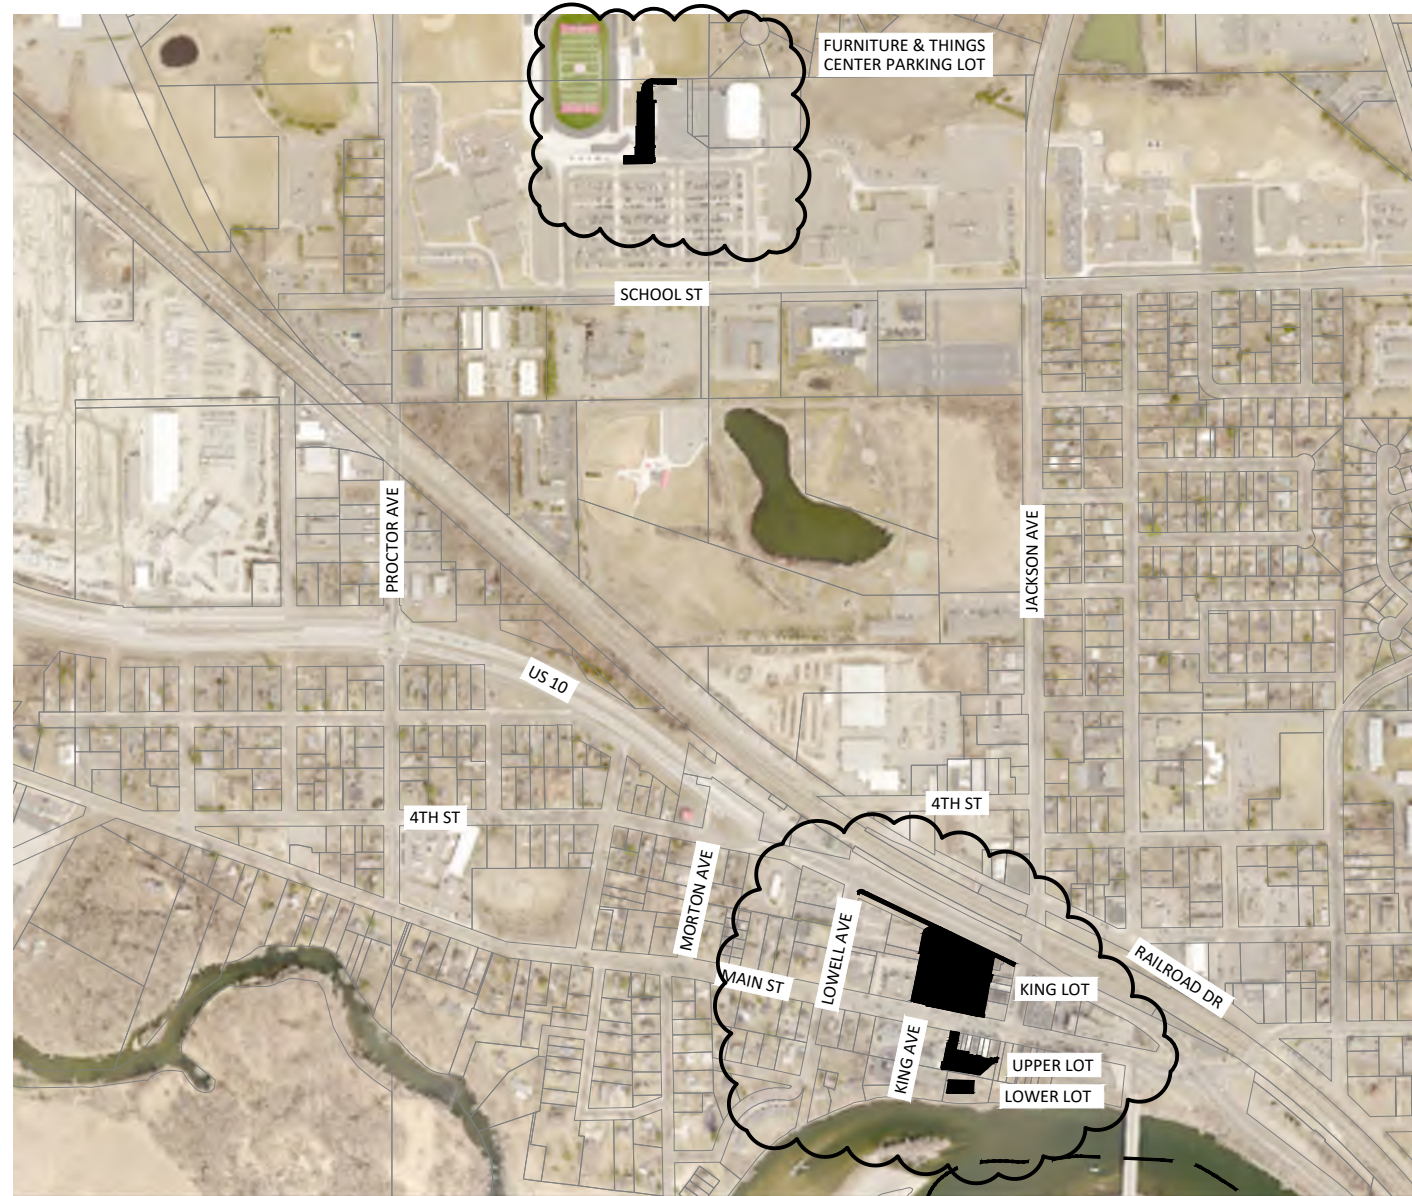 FURNITURE & THINGS
CENTER PARKING LOT
SCHOOL ST
PROCTOR AVE
JACKSON AVE
US 10
4TH ST
4TH ST
MORTON AVE
LOWELL AVE
MAIN ST
RAILROAD DR
KING LOT
KING AVE
UPPER LOT
LOWER LOT